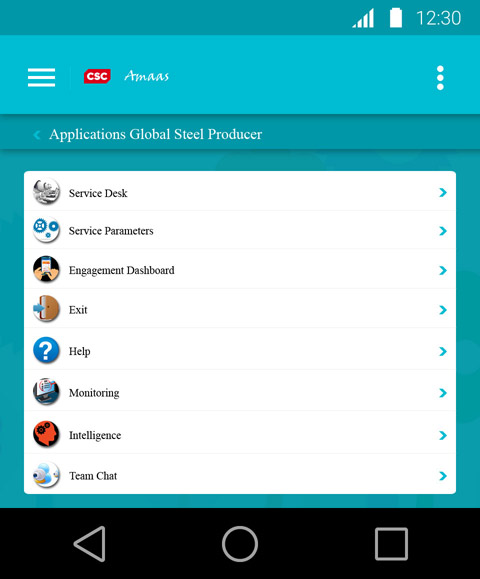 12:30
CSC Amaas
Applications Global Steel Producer
Service Desk
Service Parameters
Engagement Dashboard
Exit
?
Help
Monitoring
Intelligence
Team Chat